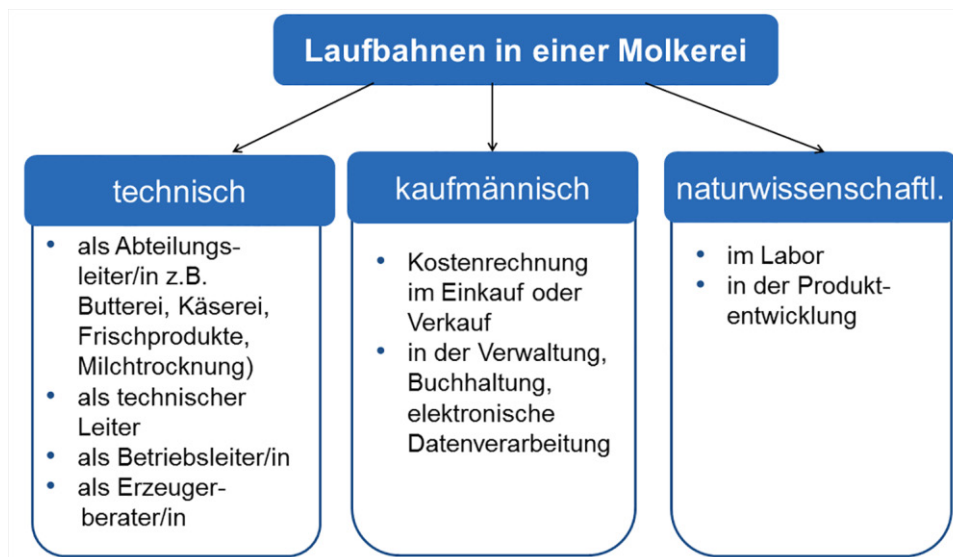 Laufbahnen in einer Molkerei
technisch
als Abteilungs-
leiter/in z.B.
Butterei, Käserei,
Frischprodukte,
Milchtrocknung)
als technischer
Leiter
als Betriebsleiter/in
als Erzeuger-
berater/in
kaufmännisch
Kostenrechnung
im Einkauf oder
Verkauf
in der Verwaltung,
Buchhaltung,
elektronische
Datenverarbeitung
naturwissenschaftl.
im Labor
in der Produkt-
entwicklung